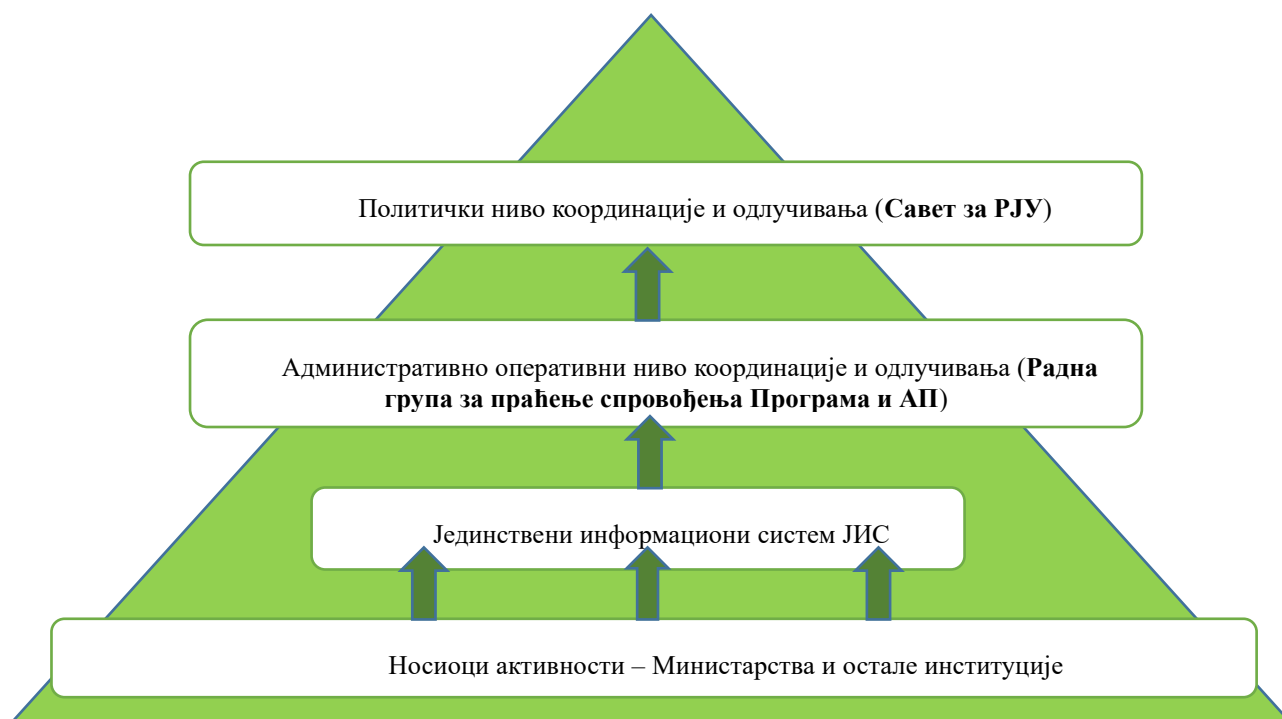 Политички ниво координације и одлучивања (Савет за РЈУ)
Административно оперативни ниво координације и одлучивања (Радна
група за праћење спровођења Програма и АП)
Јединствени информациони систем ЈИС
Носиоци активности – Министарства и остале институције